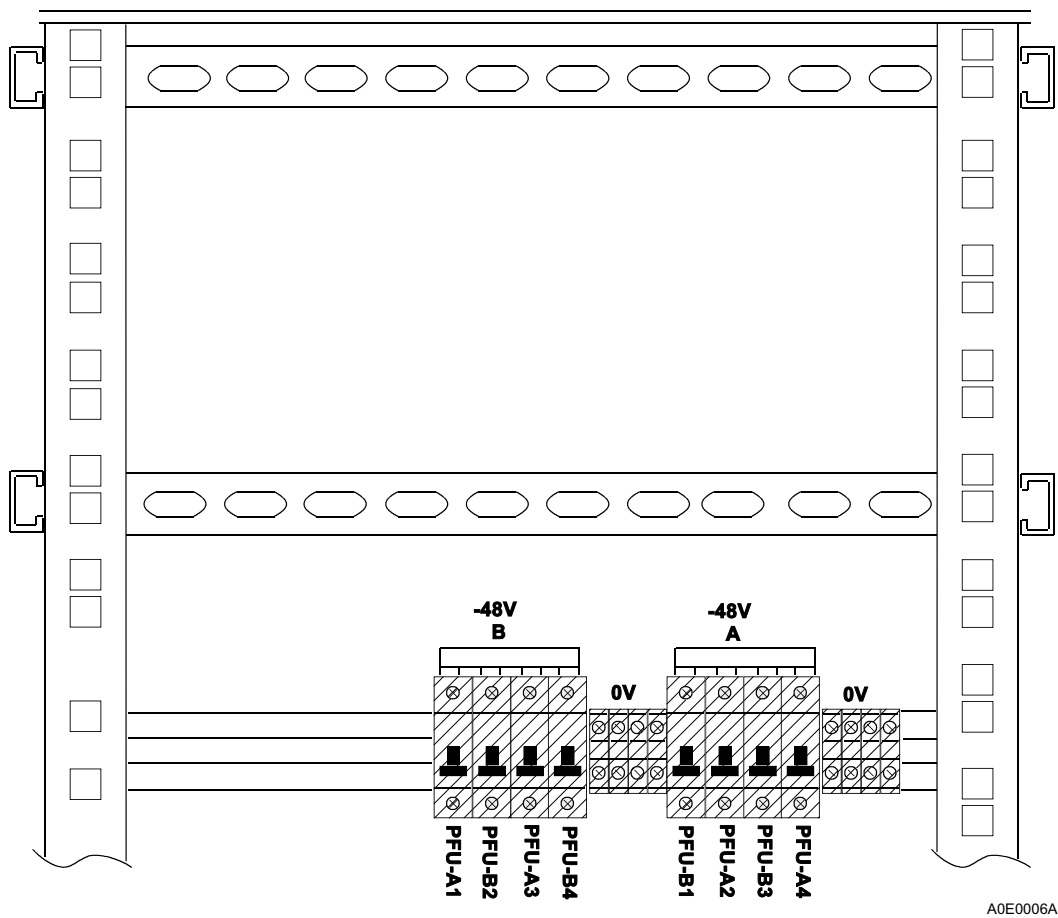 -48V
B
-48V
A
0V
0V
PFU-A1
PFU-B2
PFU-A3
PFU-B4
PFU-B1
PFU-A2
PFU-B3
PFU-A4
A0E0006A